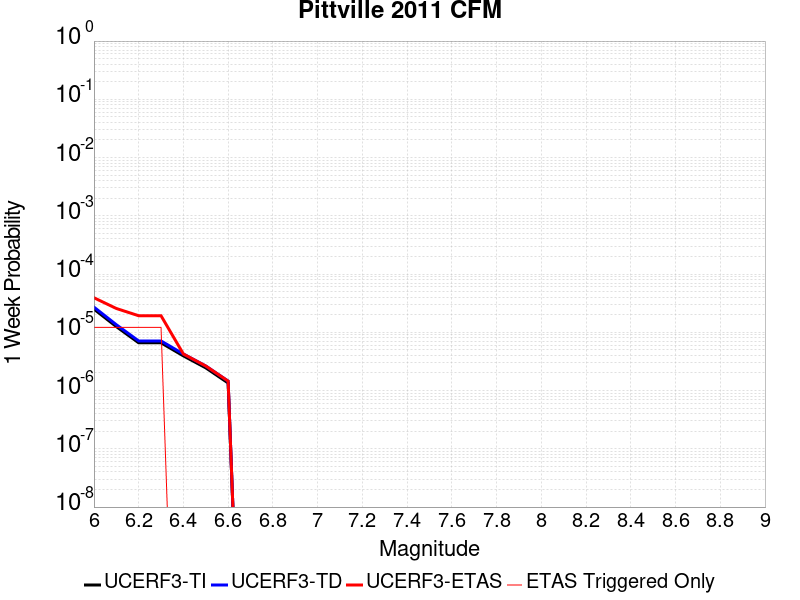 Pittville 2011 CFM
10^0
10^-1
10^-2
10^-3
10^-4
10^-5
10^-6
10^-7
10^-8
1 Week Probability
6 6.2 6.4 6.6 6.8 7 7.2 7.4 7.6 7.8 8 8.2 8.4 8.6 8.8 9
Magnitude
UCERF3-TI UCERF3-TD UCERF3-ETAS ETAS Triggered Only